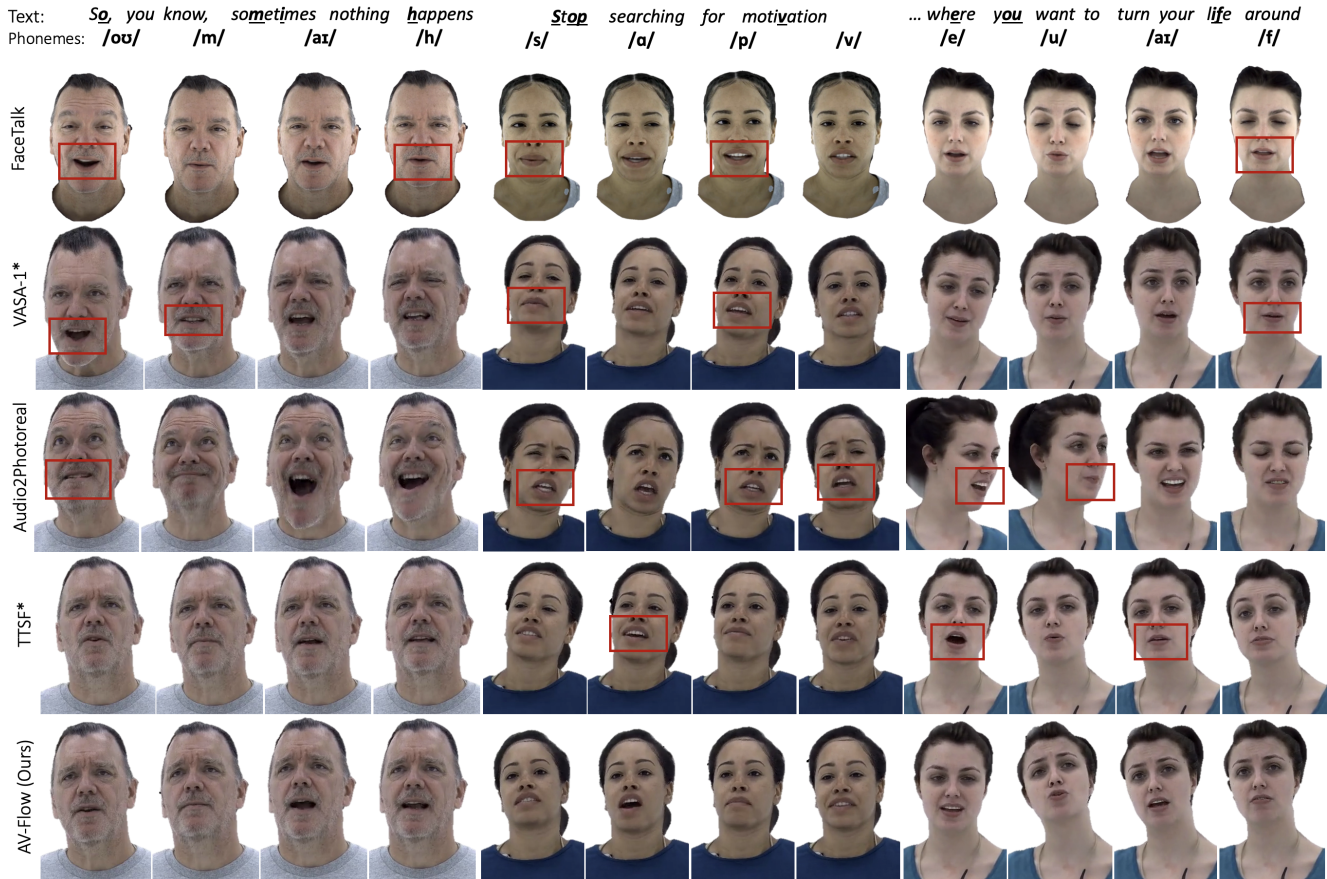 Text: So, you know, sometimes nothing happens Stop searching for motivation ... where you want to turn your life around
Phonemes: /oʊ/ /m/ /aɪ/ /h/ /s/ /ɑ/ /p/ /v/ /e/ /u/ /aɪ/ /f/
FaceTalk
VASA-1*
Audio2Photoreal
TTSF*
AV-Flow (Ours)